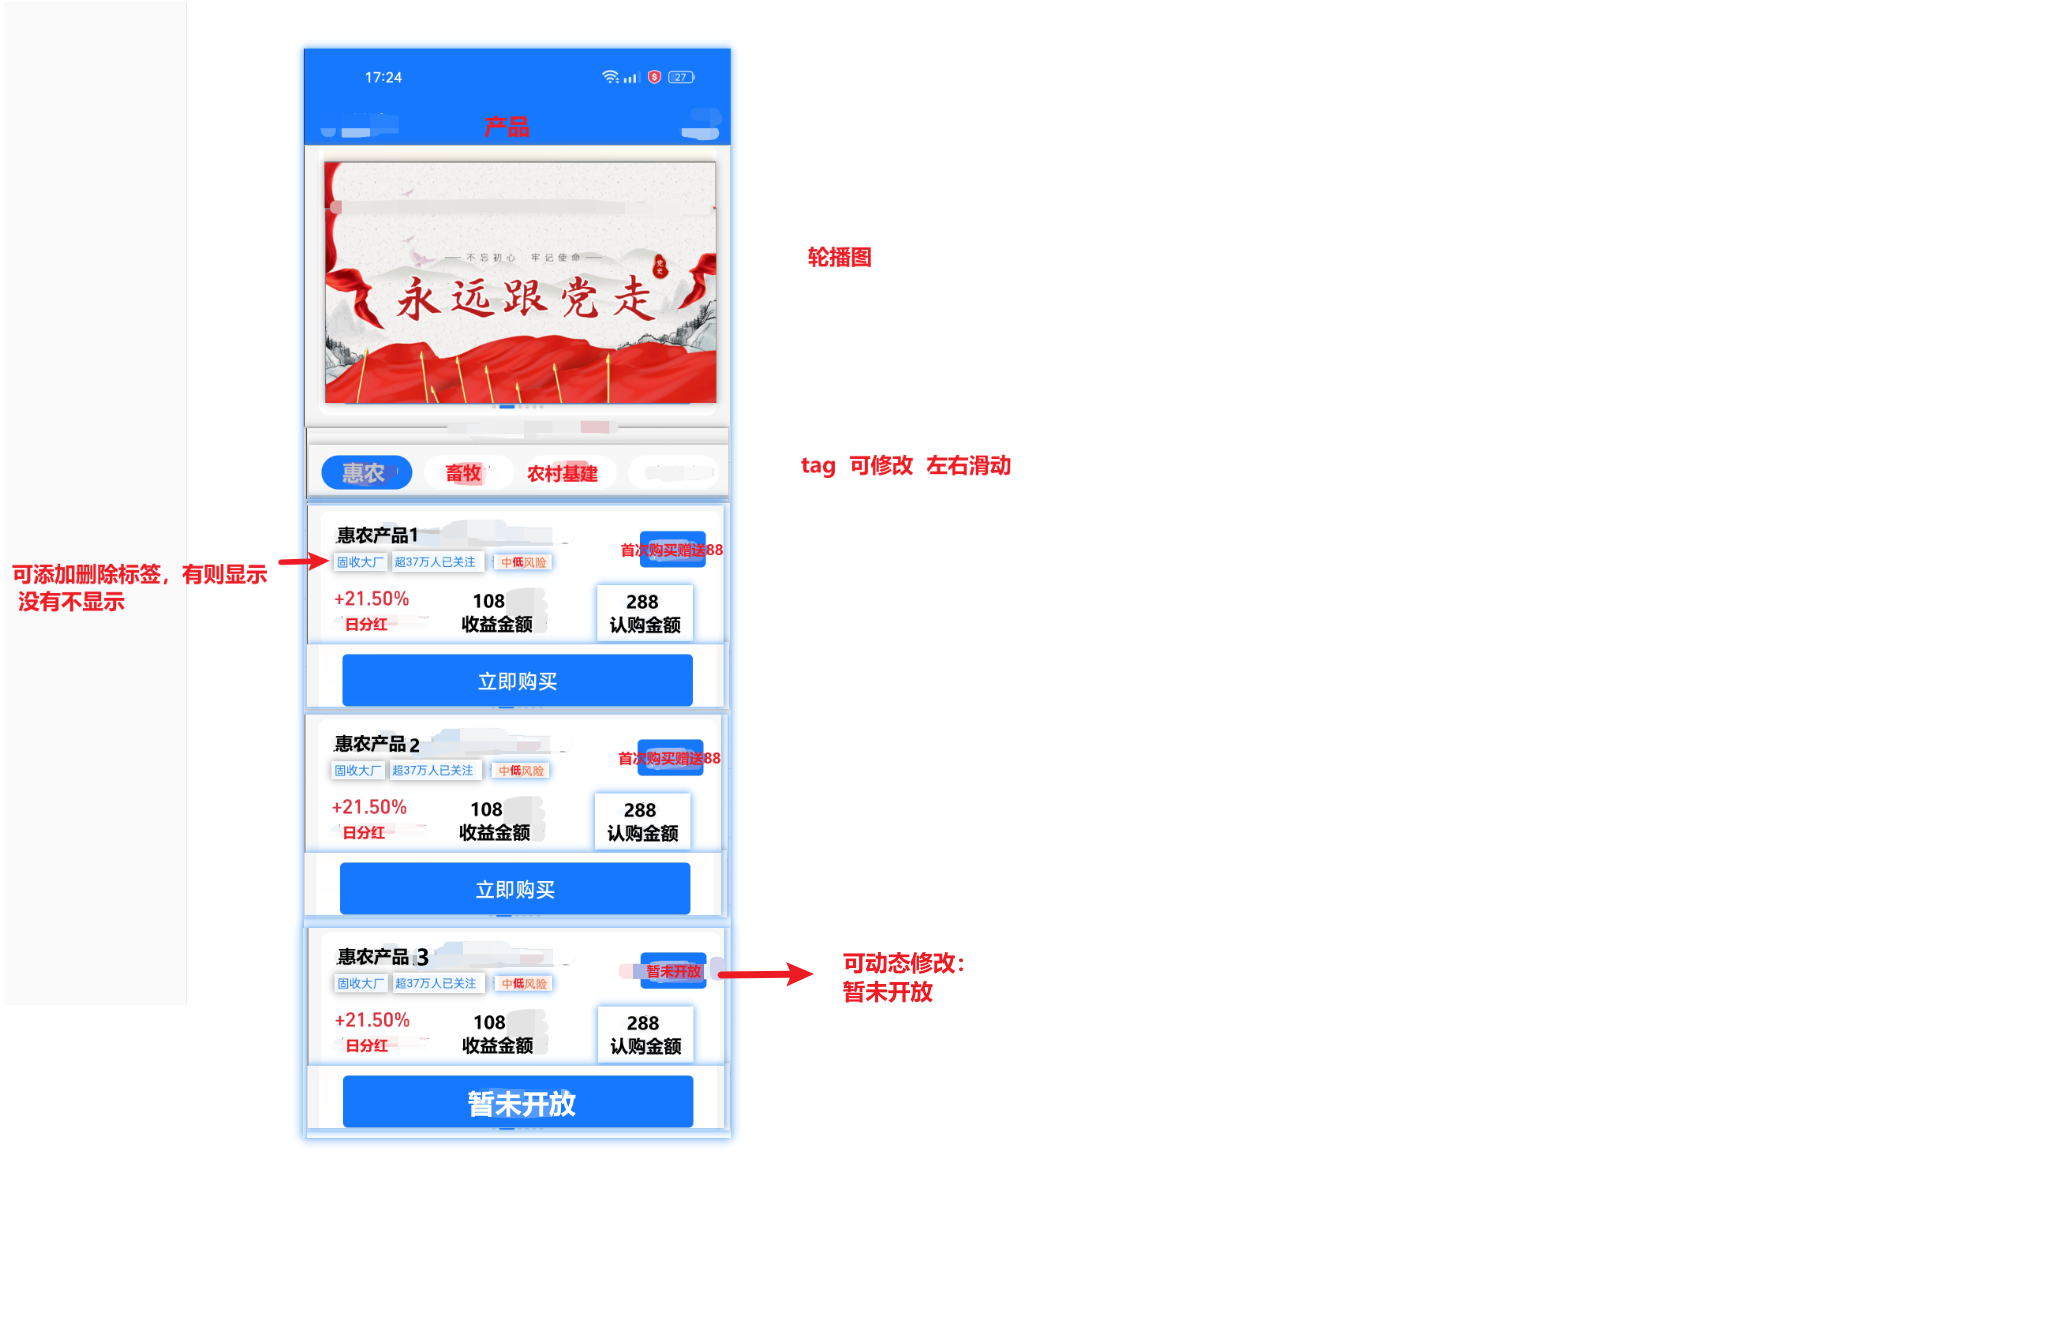 17:24
27
产品
不忘初心 牢记使命
党史
永远跟党走
轮播图
惠农
畜牧
农村基建
tag 可修改 左右滑动
惠农产品1
首次购买赠送88
固收大厂
超37万人已关注
中低风险
可添加删除标签，有则显示
没有不显示
+21.50%
108
288
日分红
收益金额
认购金额
立即购买
惠农产品 2
首次购买赠送88
固收大厂
超37万人已关注
中低风险
+21.50%
108
288
日分红
收益金额
认购金额
立即购买
惠农产品 3
暂未开放
可动态修改：
暂未开放
固收大厂
超37万人已关注
中低风险
+21.50%
108
288
日分红
收益金额
认购金额
暂未开放